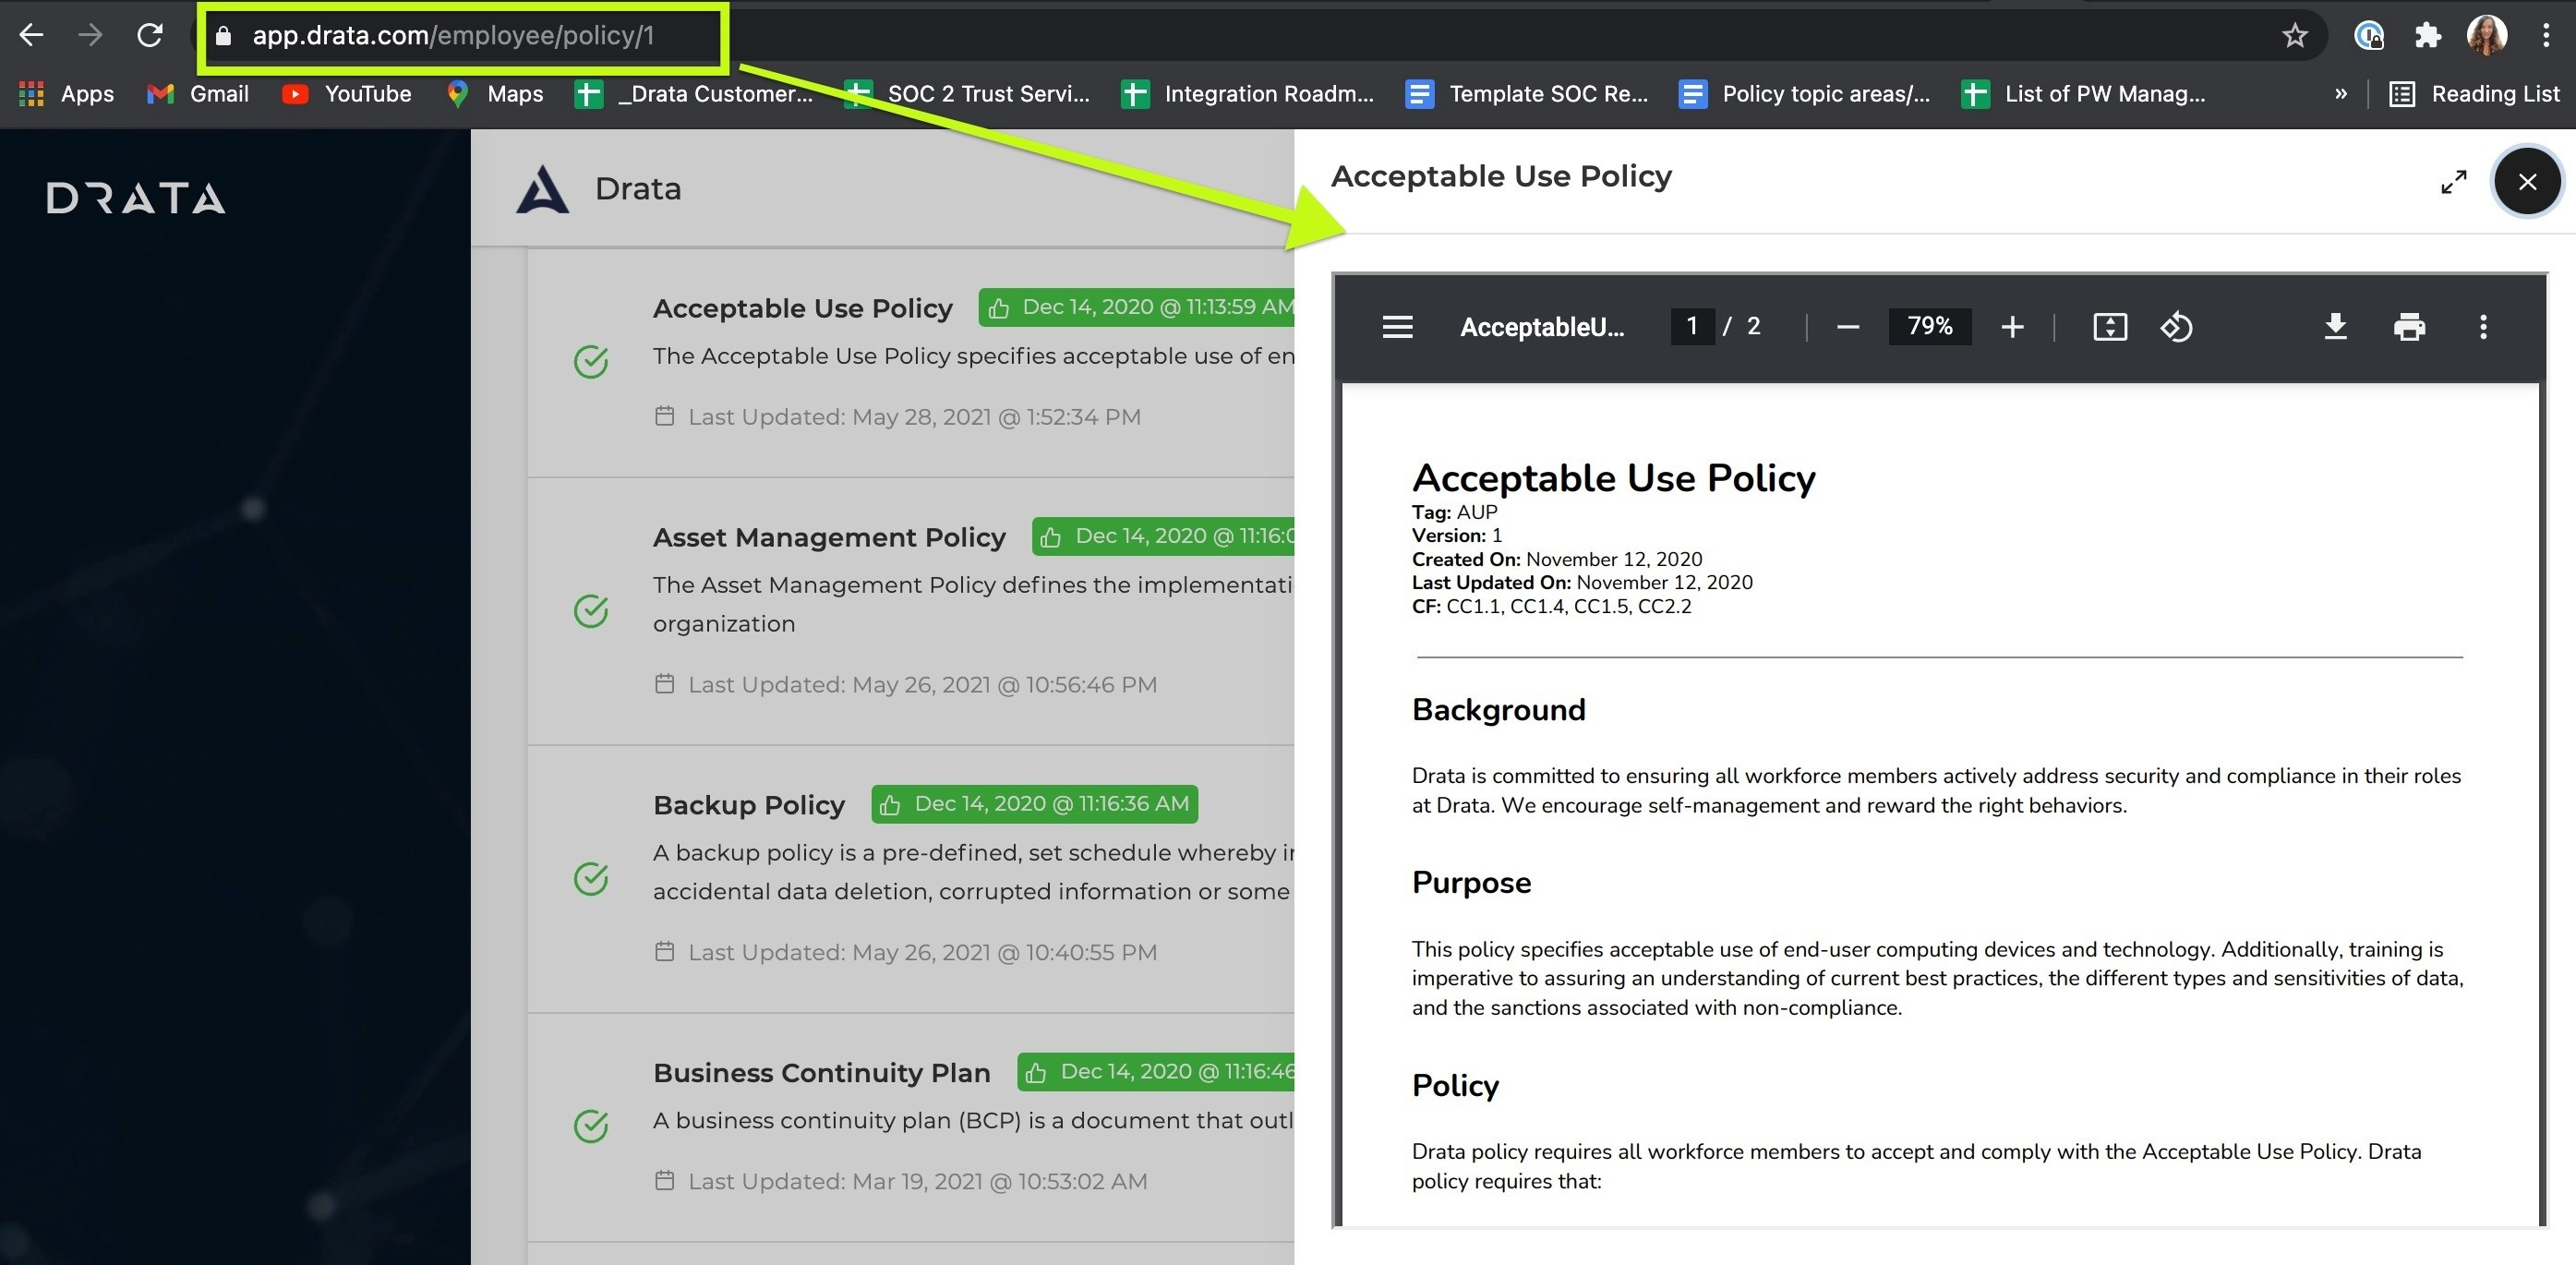 app.drata.com/employee/policy/1
Apps
Gmail
YouTube
Maps
_Drata Customer...
SOC 2 Trust Servi...
Integration Roadm...
Template SOC Re...
Policy topic areas/...
List of PW Manag...
»
Reading List
DRATA
Drata
Acceptable Use Policy Dec 14, 2020 @ 11:13:59 AM
The Acceptable Use Policy specifies acceptable use of en
Last Updated: May 28, 2021 @ 1:52:34 PM
Asset Management Policy Dec 14, 2020 @ 11:16:0
The Asset Management Policy defines the implementati
organization
Last Updated: May 26, 2021 @ 10:56:46 PM
Backup Policy Dec 14, 2020 @ 11:16:36 AM
A backup policy is a pre-defined, set schedule whereby i
accidental data deletion, corrupted information or some
Last Updated: May 26, 2021 @ 10:40:55 PM
Business Continuity Plan Dec 14, 2020 @ 11:16:46
A business continuity plan (BCP) is a document that outl
Last Updated: Mar 19, 2021 @ 10:53:02 AM
Acceptable Use Policy
AcceptableU... 1 / 2 79%
Acceptable Use Policy
Tag: AUP
Version: 1
Created On: November 12, 2020
Last Updated On: November 12, 2020
CF: CC1.1, CC1.4, CC1.5, CC2.2
Background
Drata is committed to ensuring all workforce members actively address security and compliance in their roles
at Drata. We encourage self-management and reward the right behaviors.
Purpose
This policy specifies acceptable use of end-user computing devices and technology. Additionally, training is
imperative to assuring an understanding of current best practices, the different types and sensitivities of data,
and the sanctions associated with non-compliance.
Policy
Drata policy requires all workforce members to accept and comply with the Acceptable Use Policy. Drata
policy requires that: